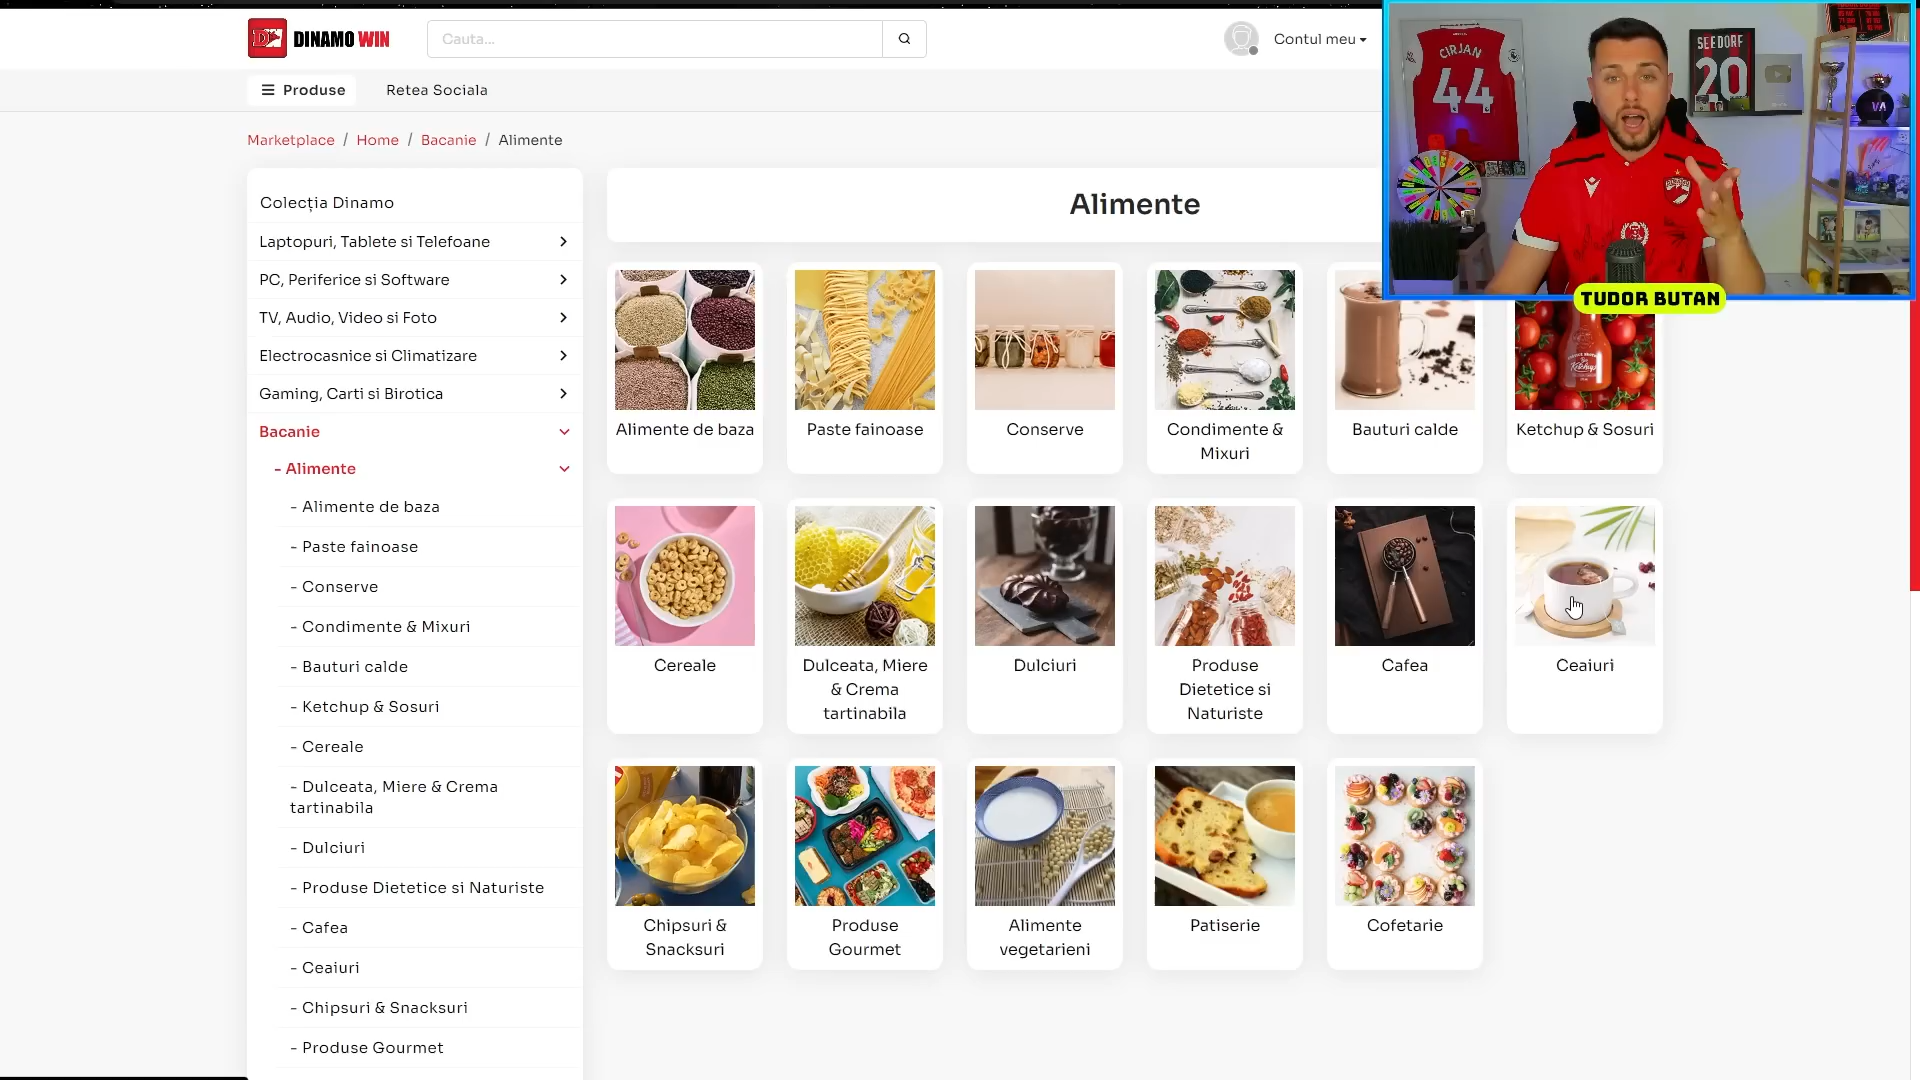 DINAMO WIN
Cauta...
Contul meu
Produse
Retea Sociala
Marketplace / Home / Bacanie / Alimente
CIRJAN
44
SEEDORF
20
VA
DINAMO
TUDOR BUTAN
Colecția Dinamo
Laptopuri, Tablete si Telefoane
PC, Periferice si Software
TV, Audio, Video si Foto
Electrocasnice si Climatizare
Gaming, Carti si Birotica
Bacanie
- Alimente
- Alimente de baza
- Paste fainoase
- Conserve
- Condimente & Mixuri
- Bauturi calde
- Ketchup & Sosuri
- Cereale
- Dulceata, Miere & Crema
tartinabila
- Dulciuri
- Produse Dietetice si Naturiste
- Cafea
- Ceaiuri
- Chipsuri & Snacksuri
- Produse Gourmet
Alimente
Ketchup
Alimente de baza
Paste fainoase
Conserve
Condimente &
Mixuri
Bauturi calde
Ketchup & Sosuri
Cereale
Dulceata, Miere
& Crema
tartinabila
Dulciuri
Produse
Dietetice si
Naturiste
Cafea
Ceaiuri
Chipsuri &
Snacksuri
Produse
Gourmet
Alimente
vegetarieni
Patiserie
Cofetarie